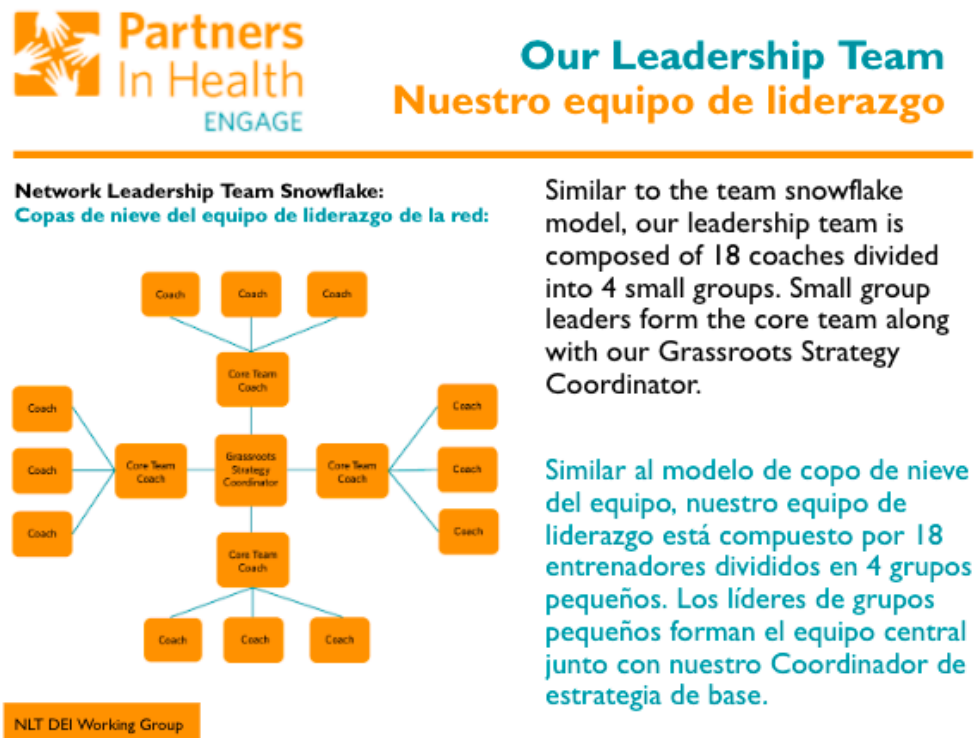 Partners
In Health
ENGAGE
Our Leadership Team
Nuestro equipo de liderazgo
Network Leadership Team Snowflake:
Copas de nieve del equipo de liderazgo de la red:
Coach
Coach
Coach
Core Team
Coach
Coach
Coach
Coach
Core Team
Coach
Grassroots
Strategy
Coordinator
Core Team
Coach
Coach
Coach
Coach
Core Team
Coach
Coach
Coach
Coach
NLT DEI Working Group
Similar to the team snowflake
model, our leadership team is
composed of 18 coaches divided
into 4 small groups. Small group
leaders form the core team along
with our Grassroots Strategy
Coordinator.
Similar al modelo de copo de nieve
del equipo, nuestro equipo de
liderazgo está compuesto por 18
entrenadores divididos en 4 grupos
pequeños. Los líderes de grupos
pequeños forman el equipo central
junto con nuestro Coordinador de
estrategia de base.